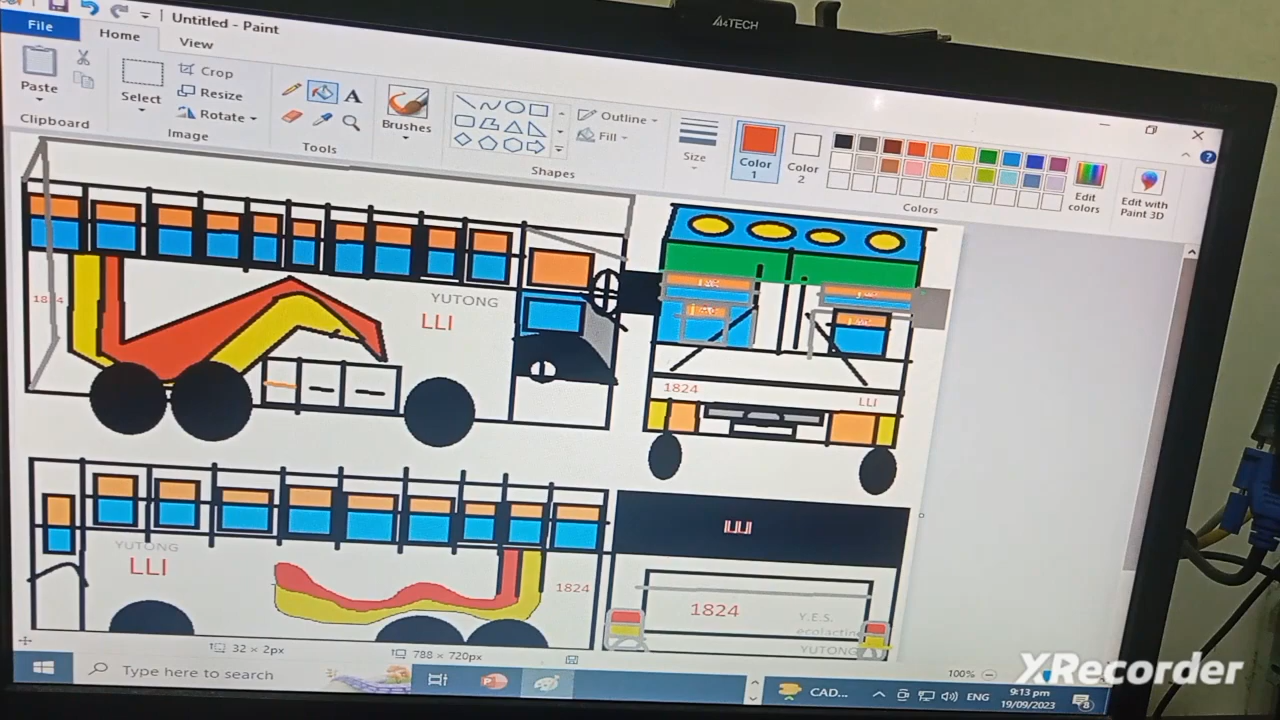 A4TECH
Untitled - Paint
File
Home
View
Paste
Clipboard
Select
Crop
Resize
Rotate
Image
Tools
Brushes
Shapes
Outline
Fill
Size
Color 1
Color 2
Colors
Edit colors
Edit with Paint 3D
YUTONG
LLI
1824
LLI
YUTONG
LLI
1824
LLI
1824
Y.E.S.
YUTONG
32 × 2px
788 × 720px
100%
Type here to search
CAD...
ENG
9:13 pm
19/09/2023
8
XRecorder